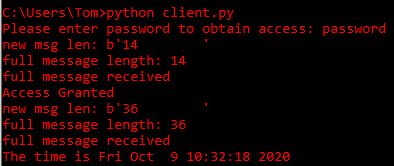 C:\Users\Tom>python client.py
Please enter password to obtain access: password
new msg len: b'14        '
full message length: 14
full message received
Access Granted
new msg len: b'36        '
full message length: 36
full message received
The time is Fri Oct  9 10:32:18 2020